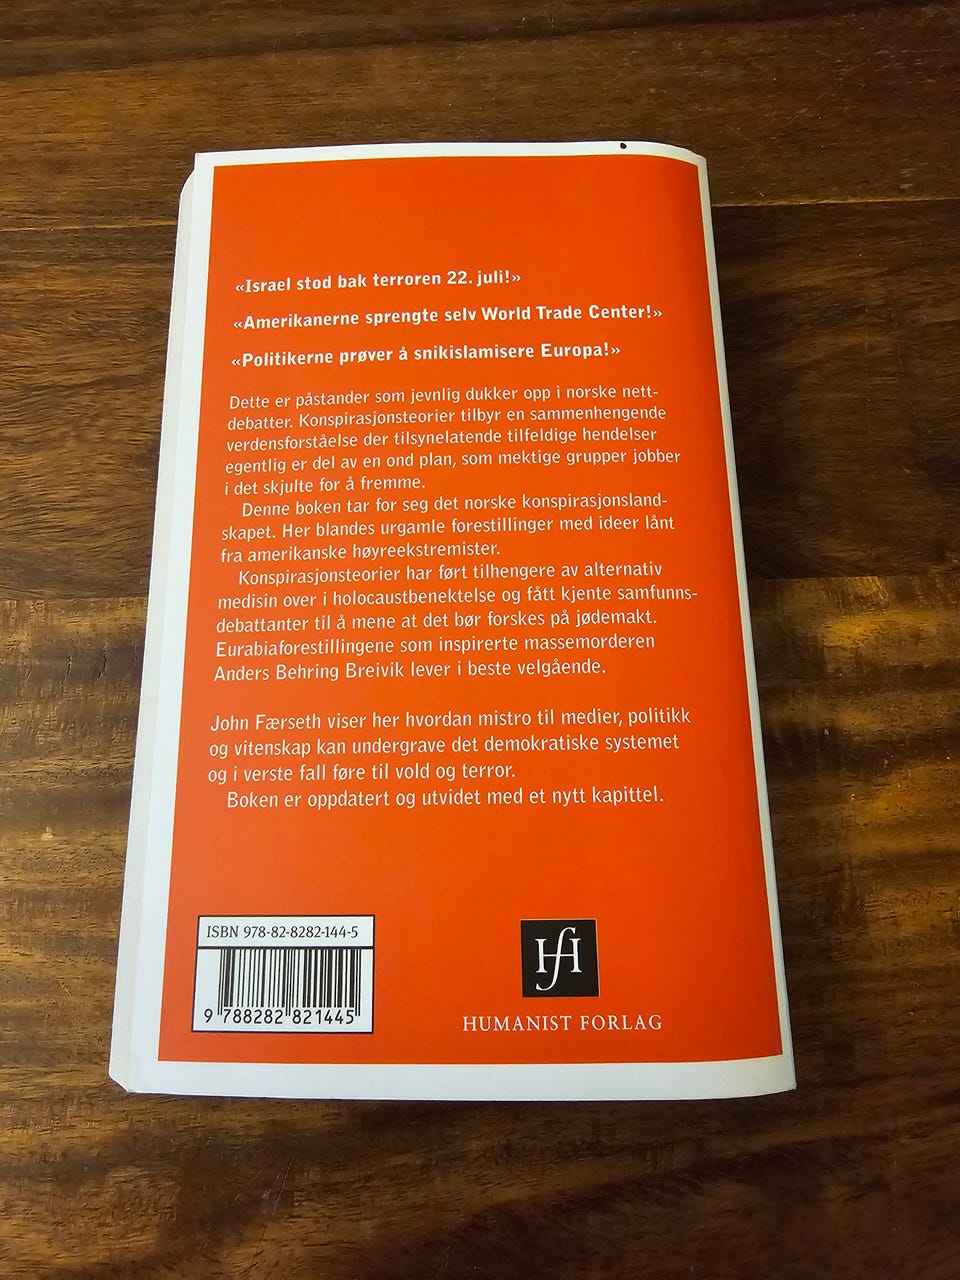 «Israel stod bak terroren 22. juli!»
«Amerikanerne sprengte selv World Trade Center!»
«Politikerne prøver å snikislamisere Europa!»
Dette er påstander som jevnlig dukker opp i norske nett-
debatter. Konspirasjonsteorier tilbyr en sammenhengende
verdensforståelse der tilsynelatende tilfeldige hendelser
egentlig er del av en ond plan, som mektige grupper jobber
i det skjulte for å fremme.
Denne boken tar for seg det norske konspirasjonsland-
skapet. Her blandes urgamle forestillinger med ideer lånt
fra amerikanske høyreekstremister.
Konspirasjonsteorier har ført tilhengere av alternativ
medisin over i holocaustbenektelse og fått kjente samfunns-
debattanter til å mene at det bør forskes på jødemakt.
Eurabiaforestillingene som inspirerte massemorderen
Anders Behring Breivik lever i beste velgående.
John Færseth viser her hvordan mistro til medier, politikk
og vitenskap kan undergrave det demokratiske systemet
og i verste fall føre til vold og terror.
Boken er oppdatert og utvidet med et nytt kapittel.
ISBN 978-82-8282-144-5
9 788282 821445
HfH
HUMANIST FORLAG